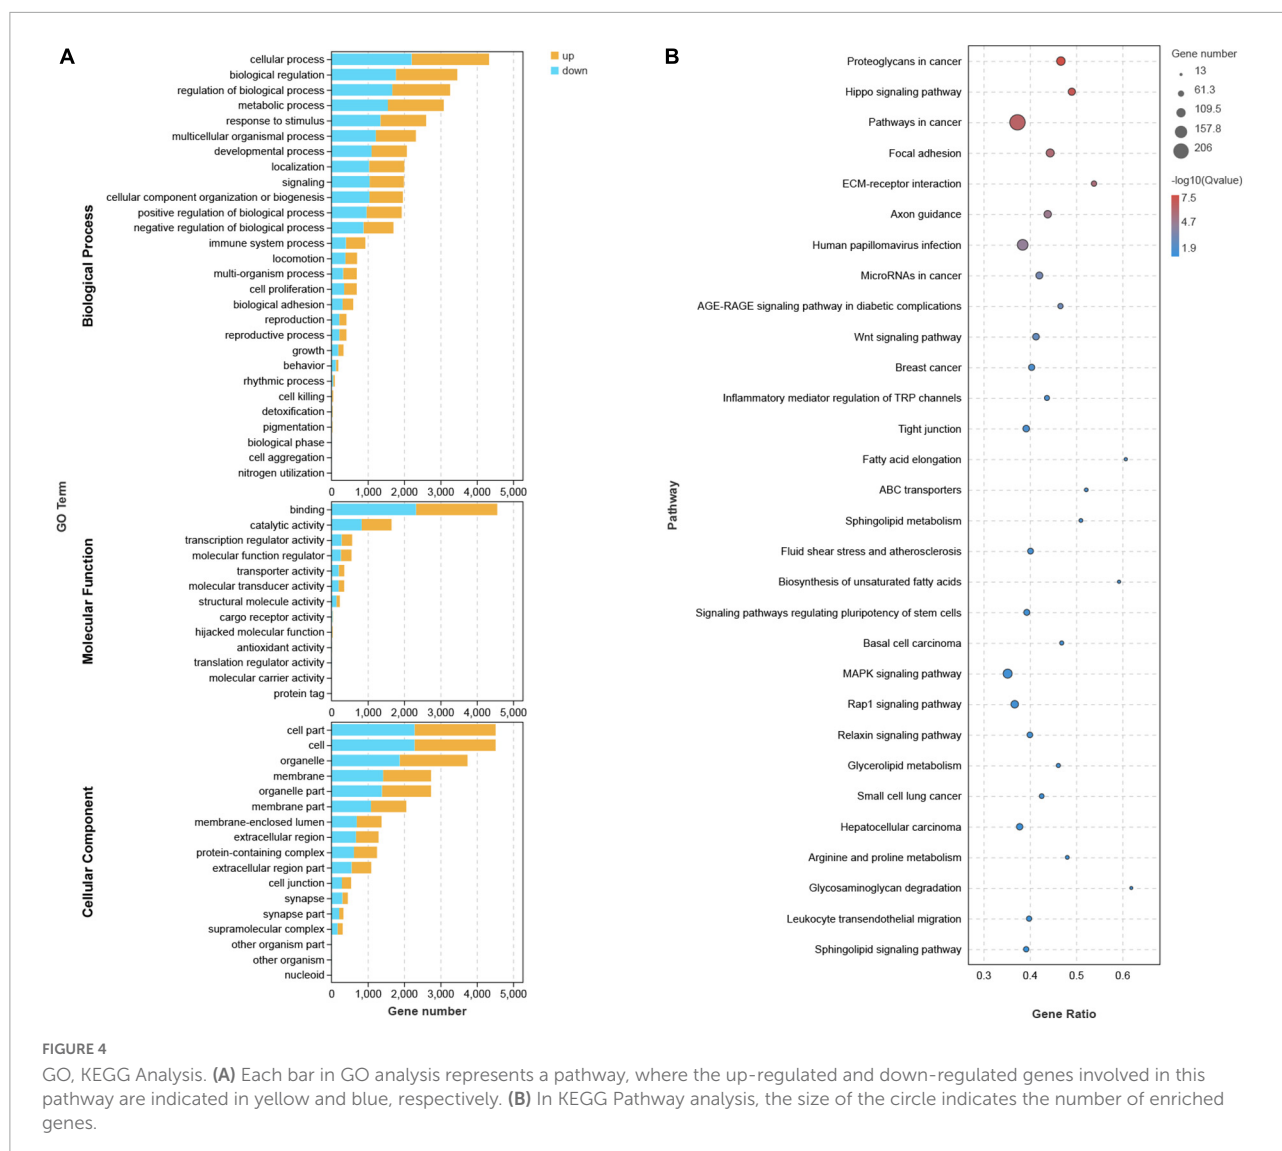 A
up
down
cellular process
biological regulation
regulation of biological process
metabolic process
response to stimulus
multicellular organismal process
developmental process
localization
signaling
cellular component organization or biogenesis
positive regulation of biological process
negative regulation of biological process
immune system process
locomotion
multi-organism process
cell proliferation
biological adhesion
reproduction
reproductive process
growth
behavior
rhythmic process
cell killing
detoxification
pigmentation
biological phase
cell aggregation
nitrogen utilization
Biological Process
0 1,000 2,000 3,000 4,000 5,000
GO Term
binding
catalytic activity
transcription regulator activity
molecular function regulator
transporter activity
molecular transducer activity
structural molecule activity
cargo receptor activity
hijacked molecular function
antioxidant activity
translation regulator activity
molecular carrier activity
protein tag
Molecular Function
0 1,000 2,000 3,000 4,000 5,000
cell part
cell
organelle
membrane
organelle part
membrane part
membrane-enclosed lumen
extracellular region
protein-containing complex
extracellular region part
cell junction
synapse
synapse part
supramolecular complex
other organism part
other organism
nucleoid
Cellular Component
0 1,000 2,000 3,000 4,000 5,000
Gene number
B
Proteoglycans in cancer
Hippo signaling pathway
Pathways in cancer
Focal adhesion
ECM-receptor interaction
Axon guidance
Human papillomavirus infection
MicroRNAs in cancer
AGE-RAGE signaling pathway in diabetic complications
Wnt signaling pathway
Breast cancer
Inflammatory mediator regulation of TRP channels
Tight junction
Fatty acid elongation
ABC transporters
Sphingolipid metabolism
Fluid shear stress and atherosclerosis
Biosynthesis of unsaturated fatty acids
Signaling pathways regulating pluripotency of stem cells
Basal cell carcinoma
MAPK signaling pathway
Rap1 signaling pathway
Relaxin signaling pathway
Glycerolipid metabolism
Small cell lung cancer
Hepatocellular carcinoma
Arginine and proline metabolism
Glycosaminoglycan degradation
Leukocyte transendothelial migration
Sphingolipid signaling pathway
Pathway
0.3 0.4 0.5 0.6
Gene Ratio
Gene number
13
61.3
109.5
157.8
206
-log10(Qvalue)
7.5
4.7
1.9
FIGURE 4
GO, KEGG Analysis. (A) Each bar in GO analysis represents a pathway, where the up-regulated and down-regulated genes involved in this
pathway are indicated in yellow and blue, respectively. (B) In KEGG Pathway analysis, the size of the circle indicates the number of enriched
genes.